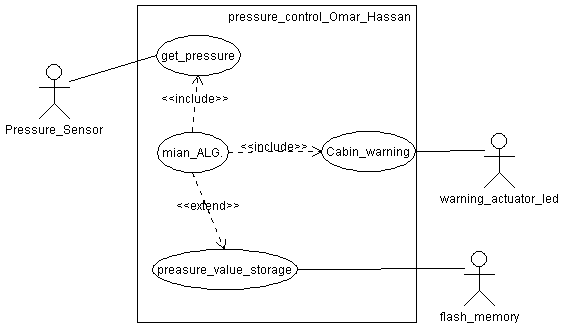 pressure_control_Omar_Hassan
get_pressure
<<include>>
Pressure_Sensor
mian_ALG.
<<include>>
Cabin_warning
warning_actuator_led
<<extend>>
preasure_value_storage
flash_memory